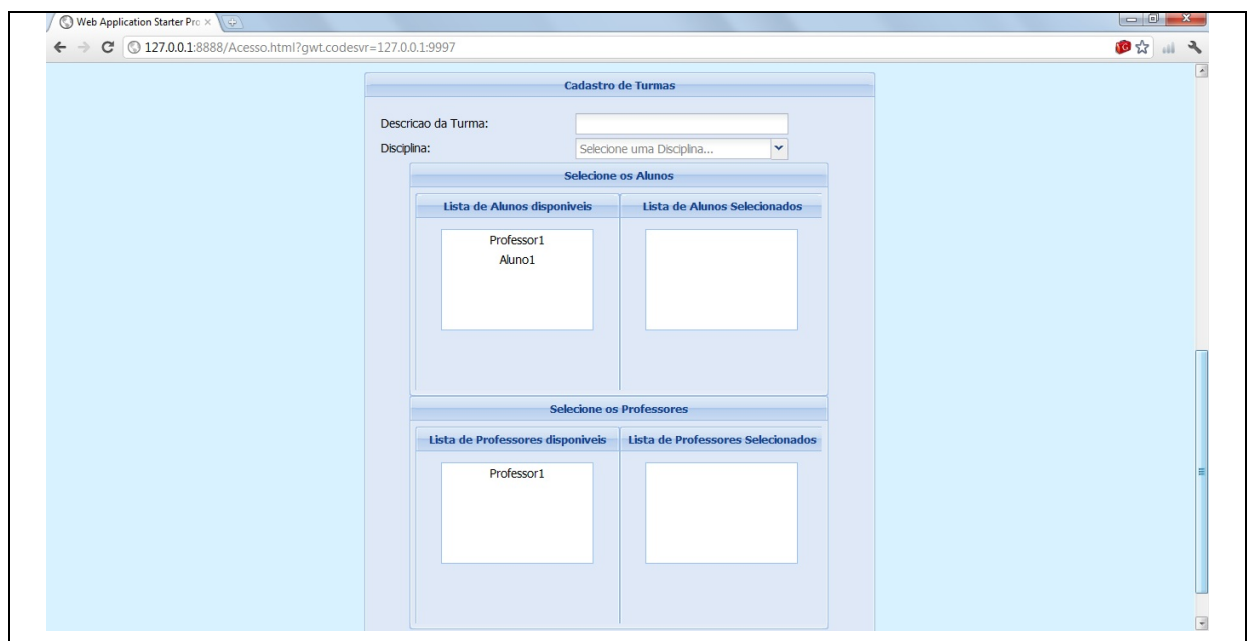 Web Application Starter Pro
127.0.0.1:8888/Acesso.html?gwt.codesvr=127.0.0.1:9997
Cadastro de Turmas
Descricao da Turma:
Disciplina:
Selecione uma Disciplina...
Selecione os Alunos
Lista de Alunos disponiveis
Lista de Alunos Selecionados
Professor1
Aluno1
Selecione os Professores
Lista de Professores disponiveis
Lista de Professores Selecionados
Professor1